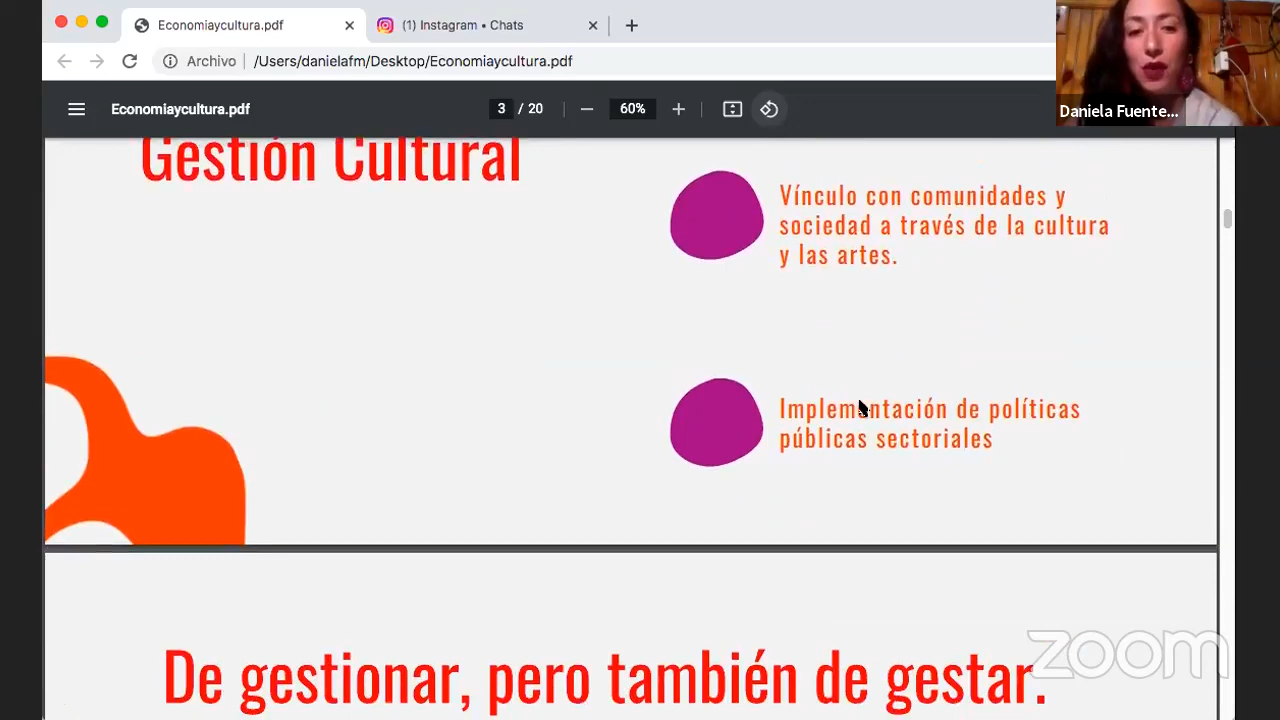 Economiaycultura.pdf
(1) Instagram • Chats
Archivo
/Users/danielafm/Desktop/Economiaycultura.pdf
Economiaycultura.pdf
3 / 20
60%
Daniela Fuente...
Gestión Cultural
Vínculo con comunidades y
sociedad a través de la cultura
y las artes.
Implementación de políticas
públicas sectoriales
De gestionar, pero también de gestar.
zoom